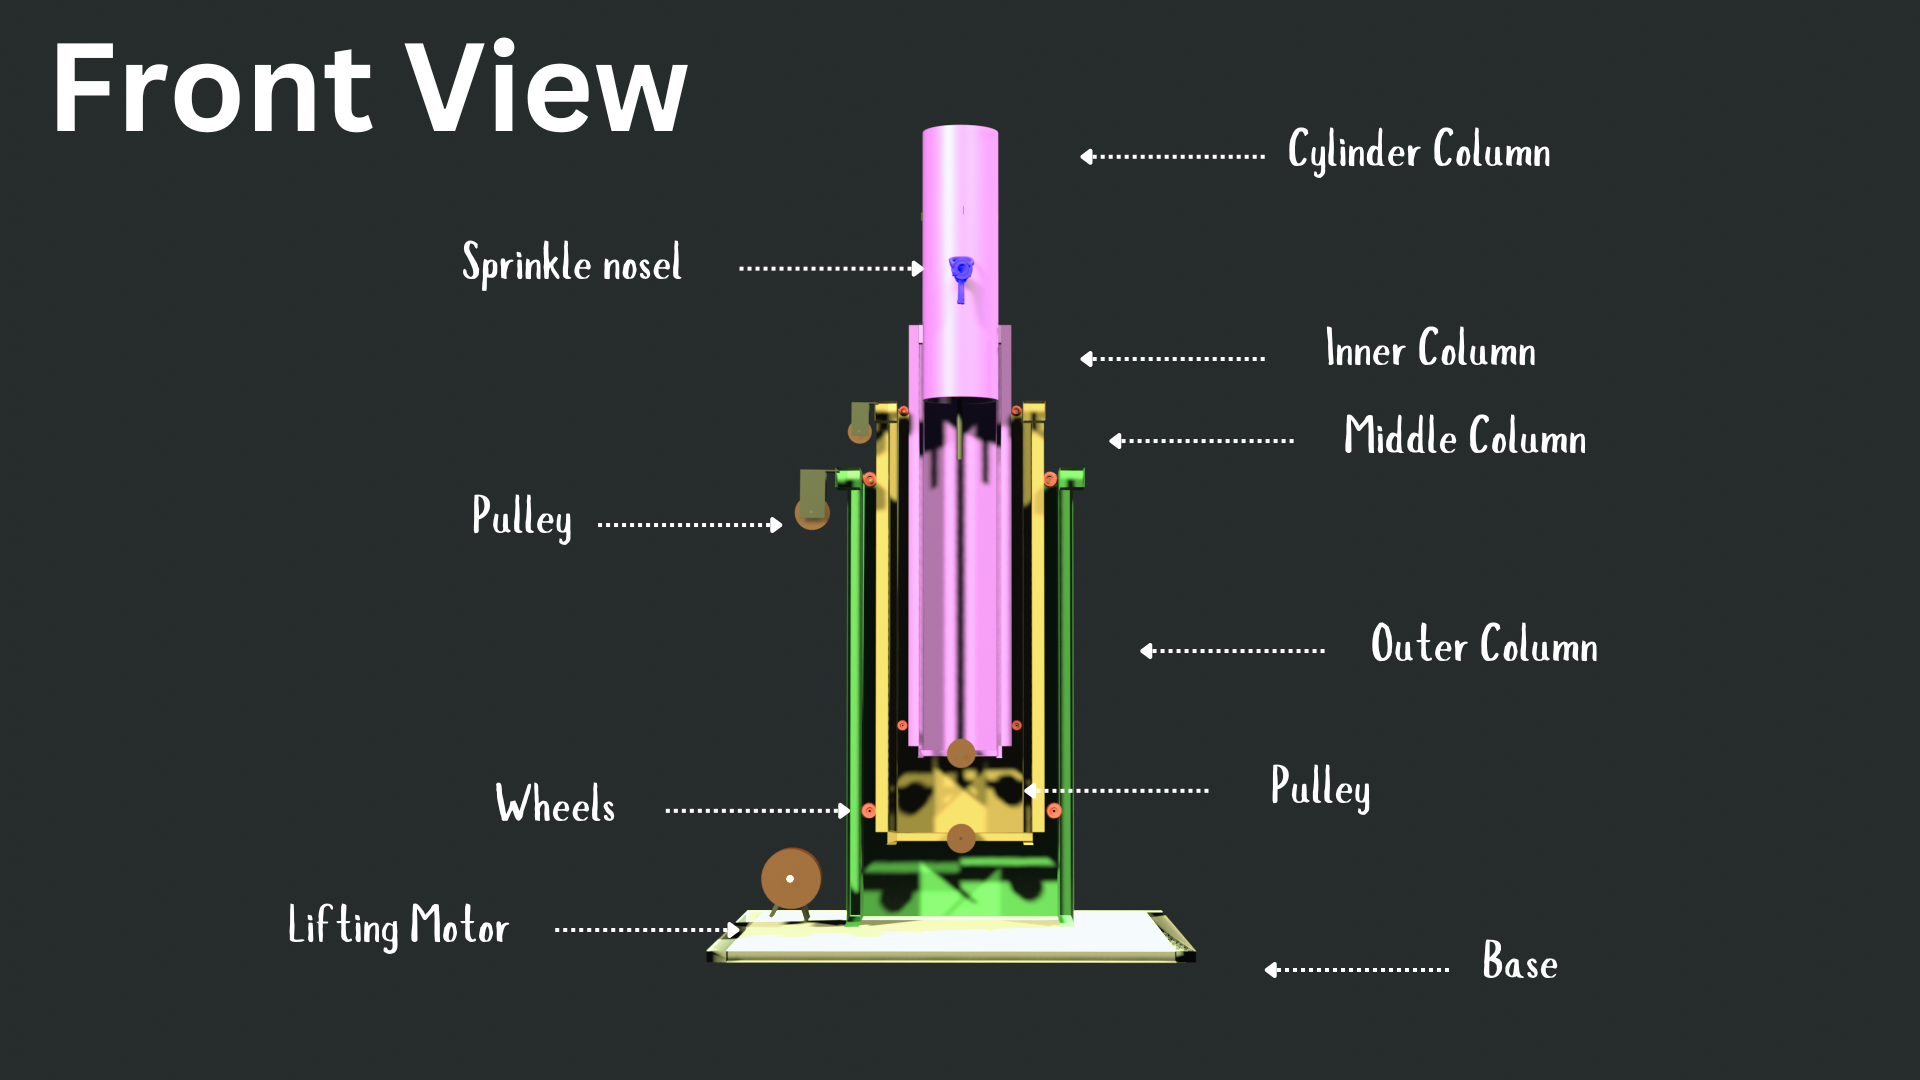 Front View
Cylinder Column
Sprinkle nosel
Inner Column
Middle Column
Pulley
Outer Column
Pulley
Wheels
Lifting Motor
Base